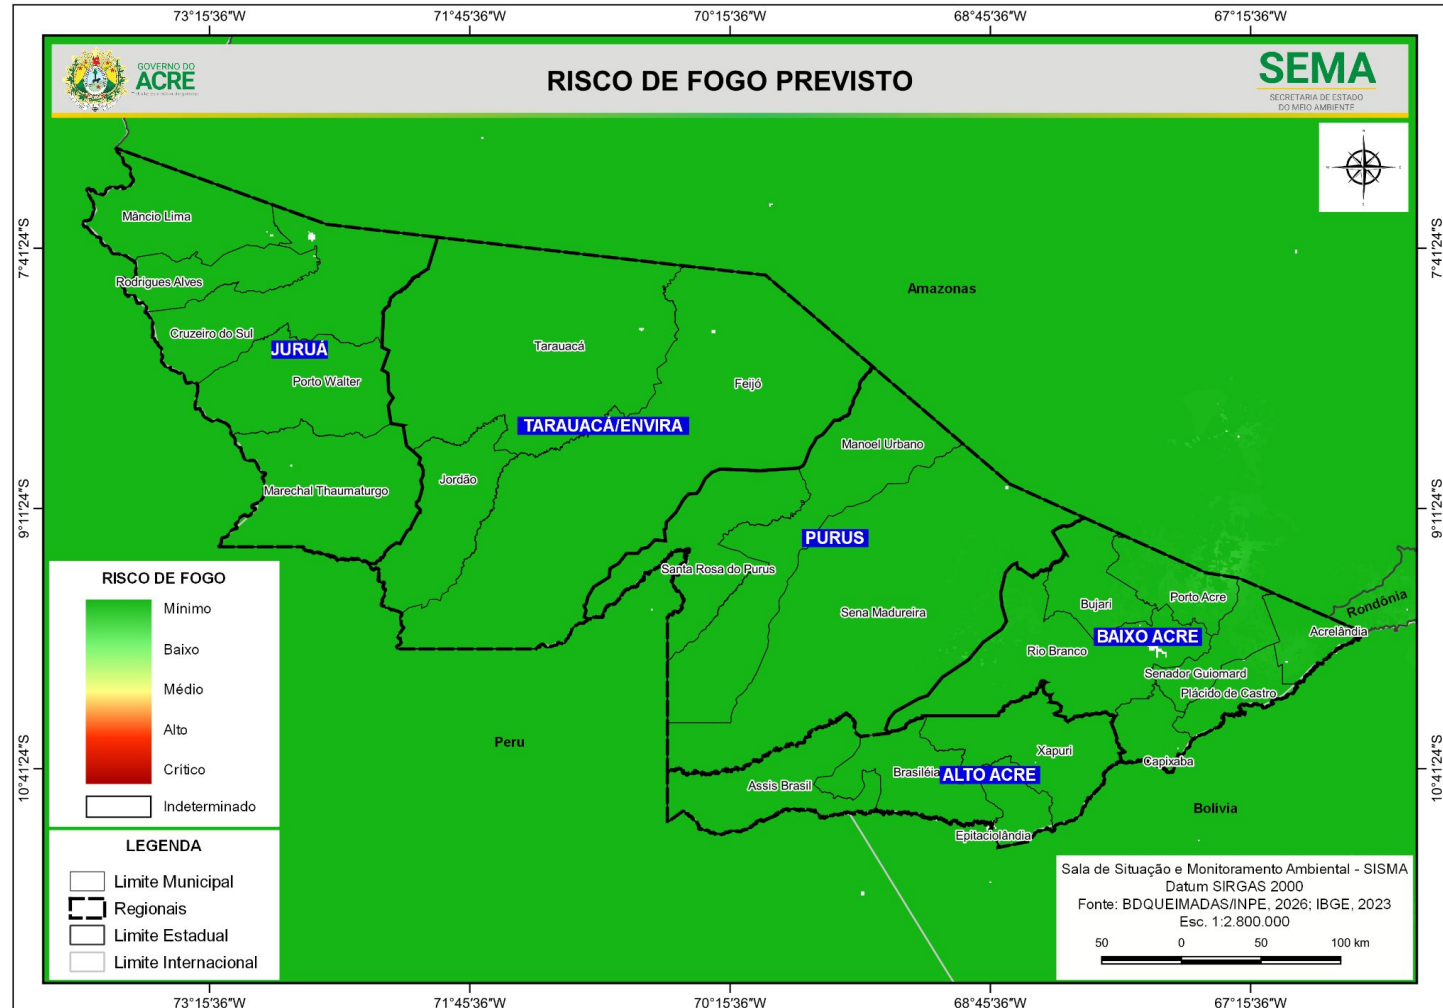 73°15'36"W 71°45'36"W 70°15'36"W 68°45'36"W 67°15'36"W
GOVERNO DO
ACRE
RISCO DE FOGO PREVISTO
SEMA
SECRETARIA DE ESTADO
DO MEIO AMBIENTE
7°41'24"S
7°41'24"S
Mâncio Lima
Rodrigues Alves
Amazonas
Cruzeiro do Sul
JURUÁ
Tarauacá
Porto Walter
Feijó
TARAUACÁ/ENVIRA
Manoel Urbano
Jordão
Marechal Thaumaturgo
9°11'24"S
9°11'24"S
PURUS
Santa Rosa do Purus
Sena Madureira
Bujari
Porto Acre
Rondônia
Acrelândia
BAIXO ACRE
Rio Branco
Senador Guiomard
Plácido de Castro
Peru
Xapuri
Capixaba
Brasiléia
ALTO ACRE
Assis Brasil
Bolivia
Epitaciolândia
10°41'24"S
10°41'24"S
RISCO DE FOGO
Mínimo
Baixo
Médio
Alto
Crítico
Indeterminado
LEGENDA
Limite Municipal
Regionais
Limite Estadual
Limite Internacional
Sala de Situação e Monitoramento Ambiental - SISMA
Datum SIRGAS 2000
Fonte: BDQUEIMADAS/INPE, 2026; IBGE, 2023
Esc. 1:2.800.000
50 0 50 100 km
73°15'36"W 71°45'36"W 70°15'36"W 68°45'36"W 67°15'36"W